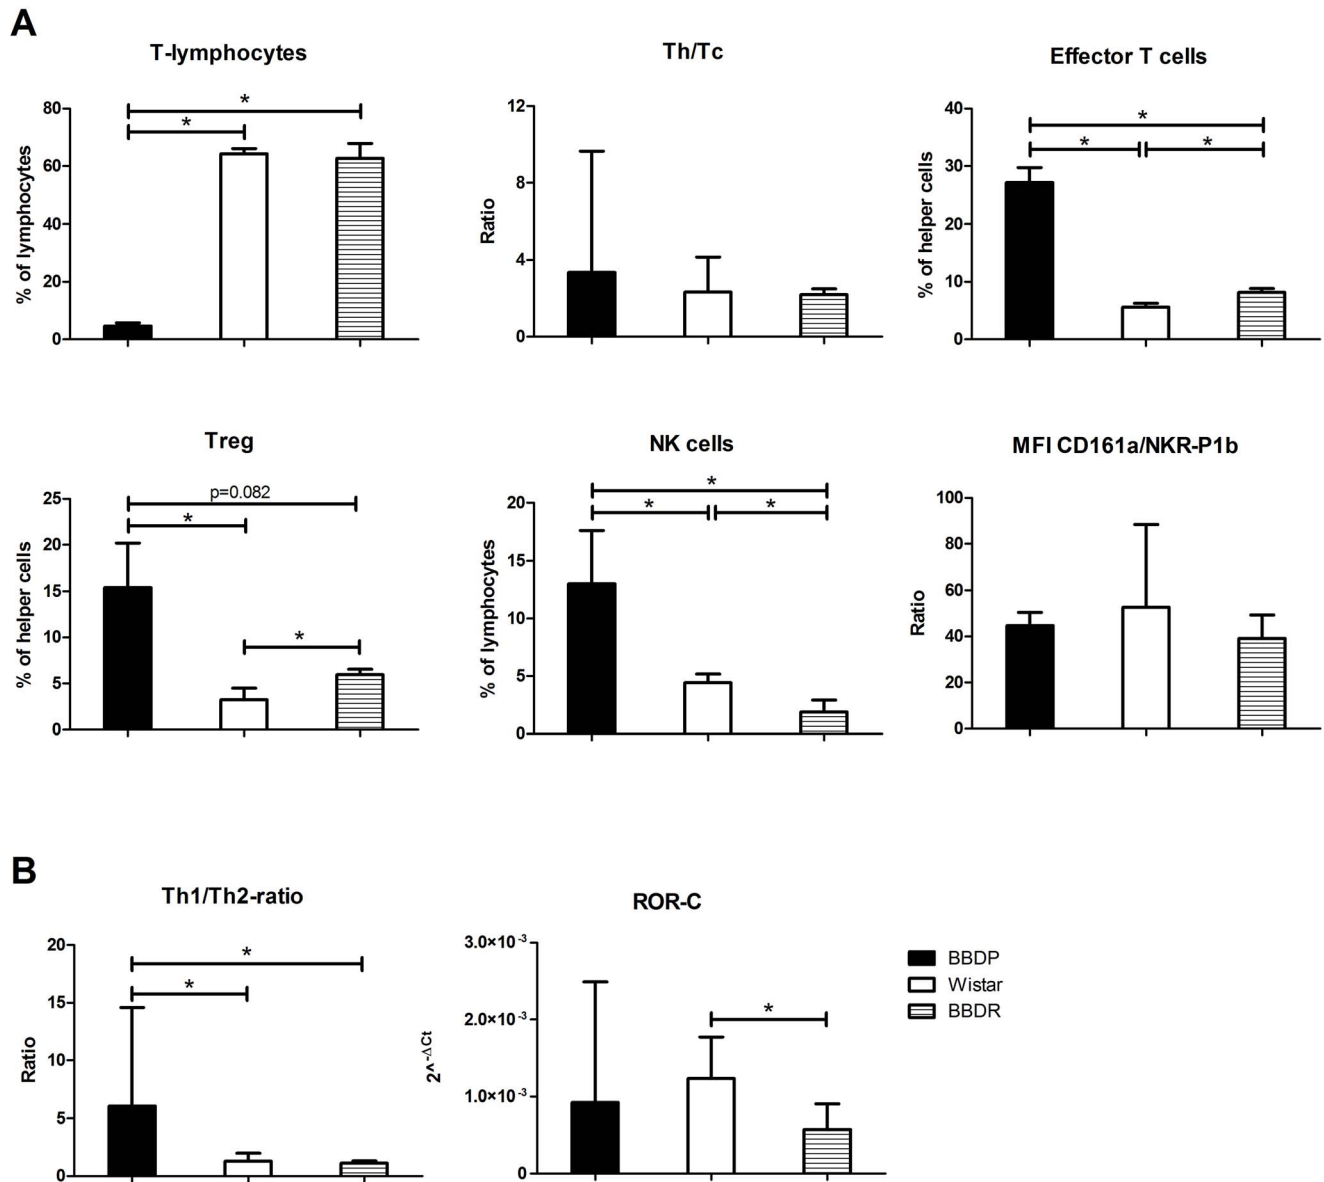 A
T-lymphocytes
% of lymphocytes
80
60
40
20
0
*
*
Th/Tc
Ratio
12
8
4
0
Effector T cells
% of helper cells
40
30
20
10
0
*
*
*
Treg
% of helper cells
25
20
15
10
5
0
p=0.082
*
*
NK cells
% of lymphocytes
20
15
10
5
0
*
*
*
MFI CD161a/NKR-P1b
Ratio
100
80
60
40
20
0
B
Th1/Th2-ratio
Ratio
20
15
10
5
0
*
*
ROR-C
2^-ΔCt
3.0×10-3
2.0×10-3
1.0×10-3
0
*
BBDP
Wistar
BBDR